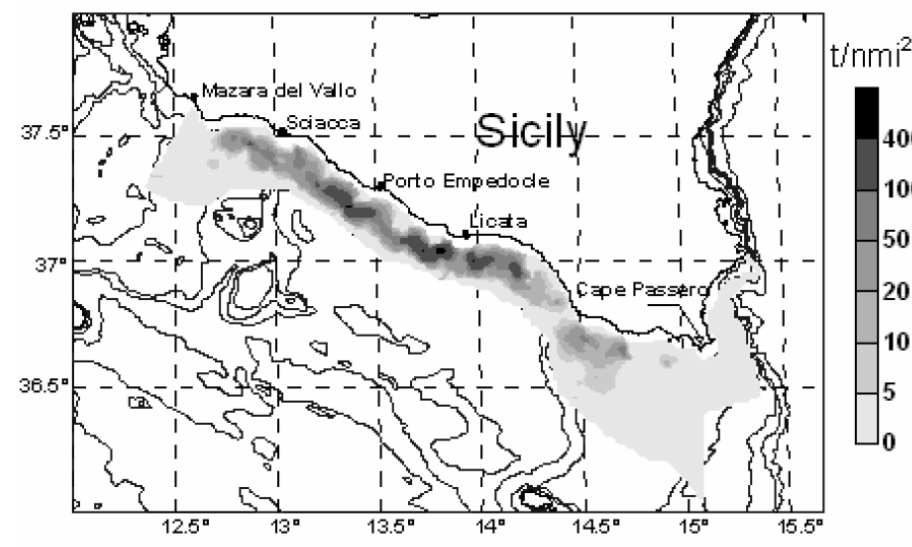 t/nmi²
Mazara del Vallo
Sciacca
Sicily
Porto Empedocle
Licata
Cape Passero
37.5°
37°
36.5°
12.5° 13° 13.5° 14° 14.5° 15° 15.5°
400
100
50
20
10
5
0